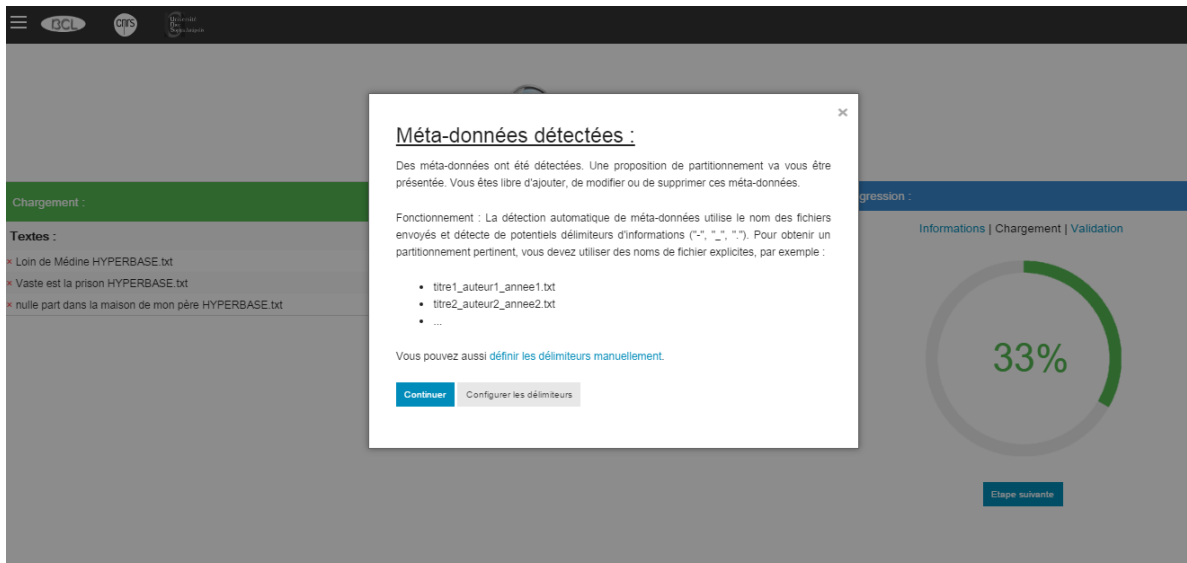 BCL
cnrs
Méta-données détectées :
Des méta-données ont été détectées. Une proposition de partitionnement va vous être
présentée. Vous êtes libre d'ajouter, de modifier ou de supprimer ces méta-données.
Fonctionnement : La détection automatique de méta-données utilise le nom des fichiers
envoyés et détecte de potentiels délimiteurs d'informations ("-", "_", "."). Pour obtenir un
partitionnement pertinent, vous devez utiliser des noms de fichier explicites, par exemple :
• titre1_auteur1_annee1.txt
• titre2_auteur2_annee2.txt
• ...
Vous pouvez aussi définir les délimiteurs manuellement.
Continuer Configurer les délimiteurs
Chargement :
Textes :
× Loin de Médine HYPERBASE.txt
× Vaste est la prison HYPERBASE.txt
× nulle part dans la maison de mon père HYPERBASE.txt
gression :
Informations | Chargement | Validation
33%
Etape suivante